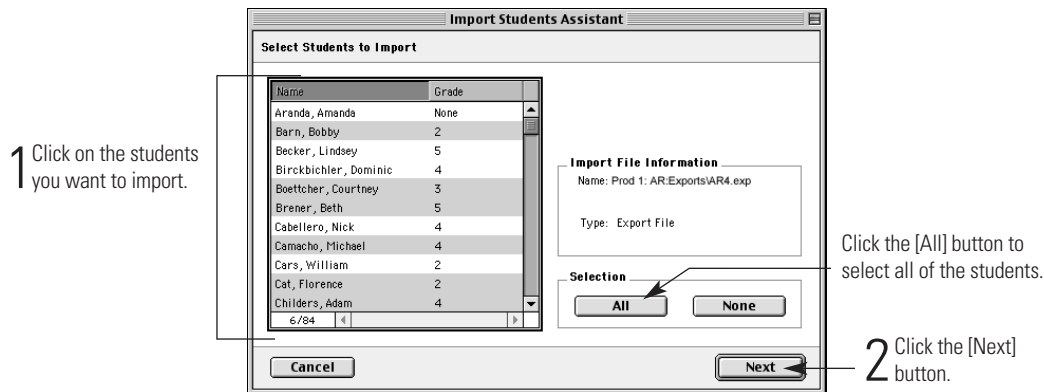 Import Students Assistant
Select Students to Import
Name Grade
Aranda, Amanda None
Barn, Bobby 2
Becker, Lindsey 5
Birckbichler, Dominic 4
Boettcher, Courtney 3
Brener, Beth 5
Cabellero, Nick 4
Camacho, Michael 4
Cars, William 2
Cat, Florence 2
Childers, Adam 4
6/84
1 Click on the students
you want to import.
Import File Information
Name: Prod 1: AR:Exports\AR4.exp
Type: Export File
Selection
All None
Click the [All] button to
select all of the students.
Cancel Next
2 Click the [Next]
button.